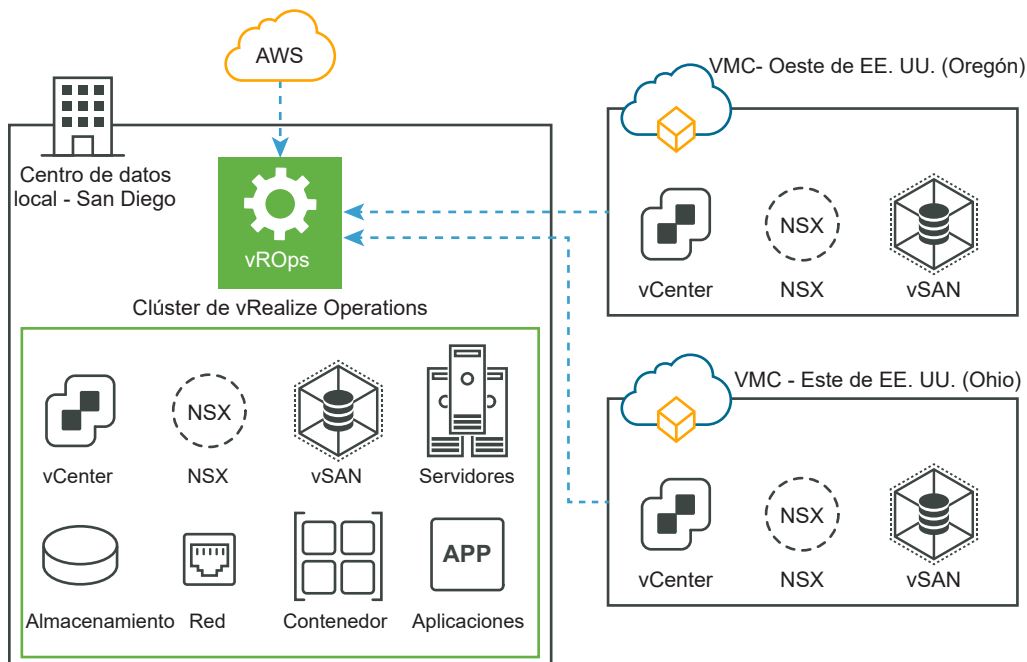 AWS
Centro de datos
local - San Diego
vROps
Clúster de vRealize Operations
vCenter
NSX
NSX
vSAN
Servidores
Almacenamiento
Red
Contenedor
APP
Aplicaciones
VMC- Oeste de EE. UU. (Oregón)
vCenter
NSX
NSX
vSAN
VMC - Este de EE. UU. (Ohio)
vCenter
NSX
NSX
vSAN